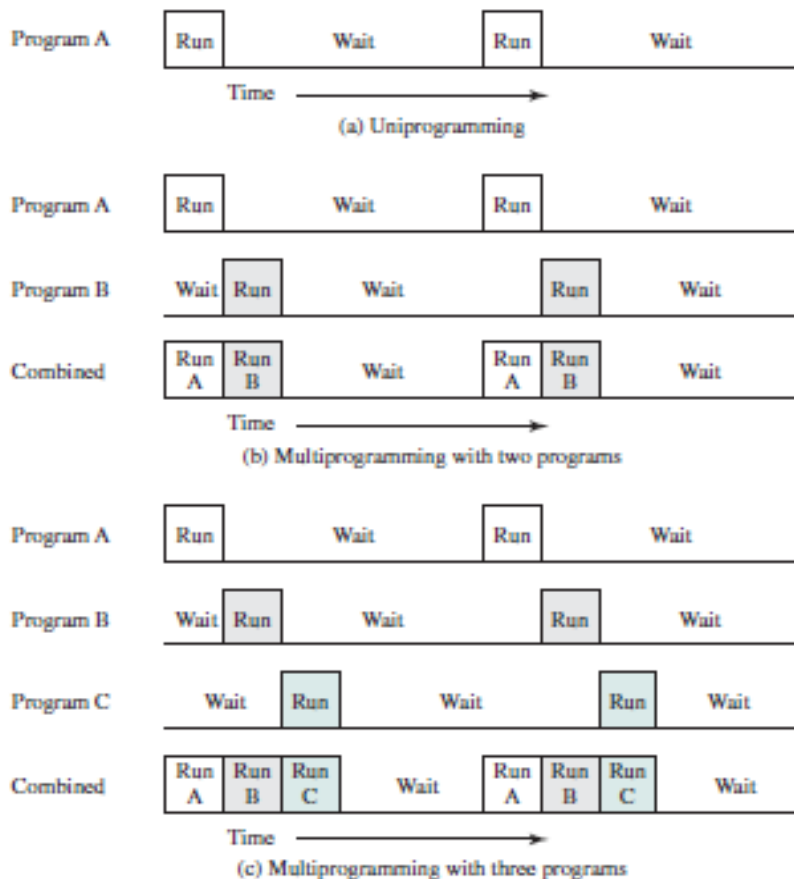 Program A Run Wait Run Wait
Time
(a) Uniprogramming
Program A Run Wait Run Wait
Program B Wait Run Wait Run Wait
Combined Run A Run B Wait Run A Run B Wait
Time
(b) Multiprogramming with two programs
Program A Run Wait Run Wait
Program B Wait Run Wait Run Wait
Program C Wait Run Wait Run Wait
Combined Run A Run B Run C Wait Run A Run B Run C Wait
Time
(c) Multiprogramming with three programs